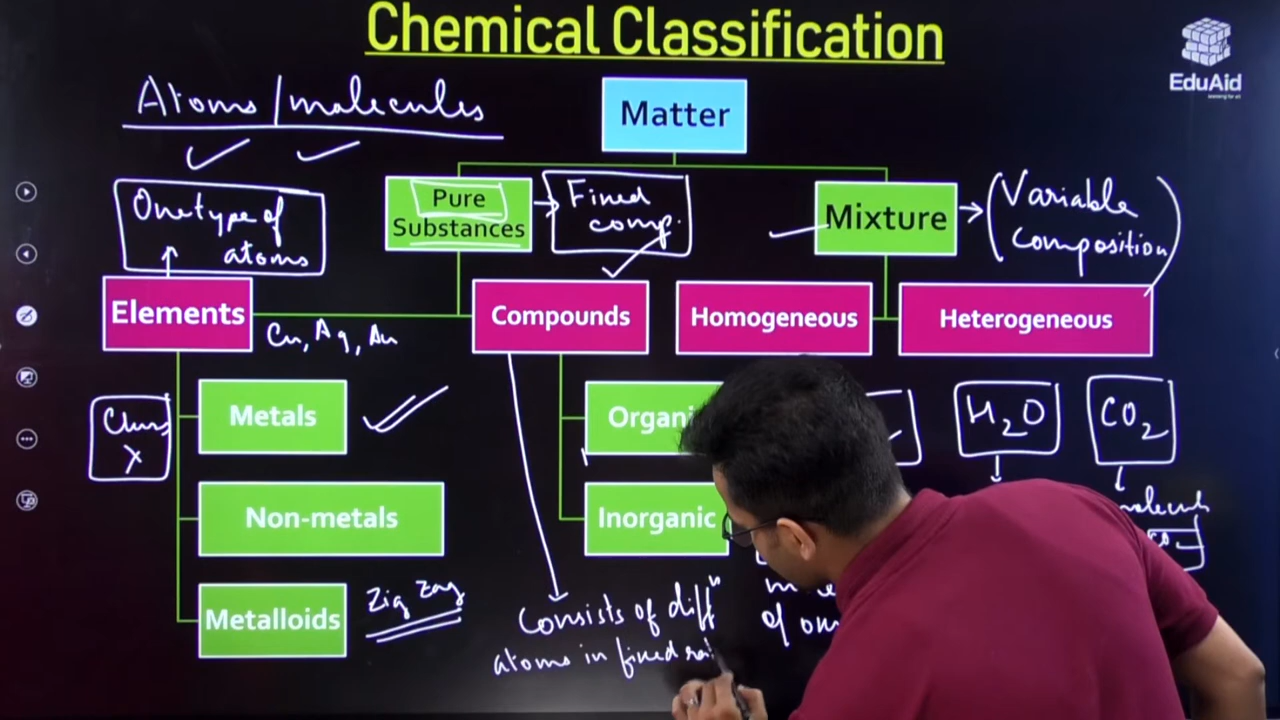 Chemical Classification
EduAid
Atoms/molecules
Matter
One type of
atoms
Pure
Substances
Fixed
comp.
Mixture
(Variable
composition)
Elements
Compounds
Homogeneous
Heterogeneous
Cu, Ag, Au
Metals
Organi
H₂O
CO₂
X
Non-metals
Inorganic
Metalloids
Zig Zag
Consists of diffⁿ
atoms in fixed
of